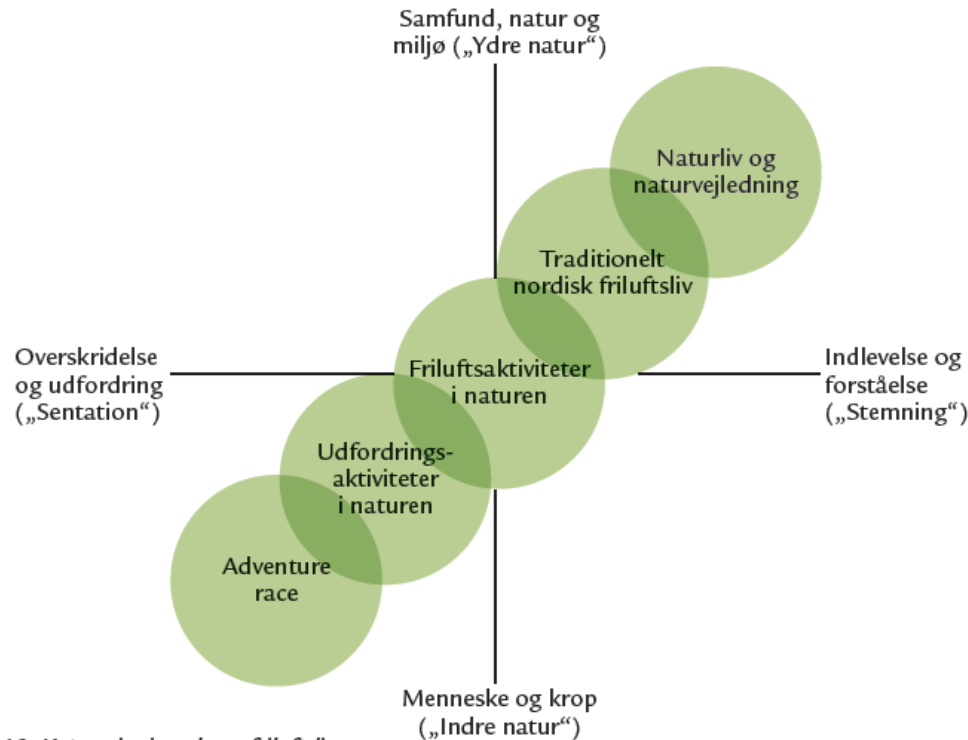 Samfund, natur og
miljø („Ydre natur“)
Naturliv og
naturvejledning
Traditionelt
nordisk friluftsliv
Overskridelse
og udfordring
(„Sentation“)
Friluftsaktiviteter
i naturen
Indlevelse og
forståelse
(„Stemning“)
Udfordrings-
aktiviteter
i naturen
Adventure
race
Menneske og krop
(„Indre natur“)